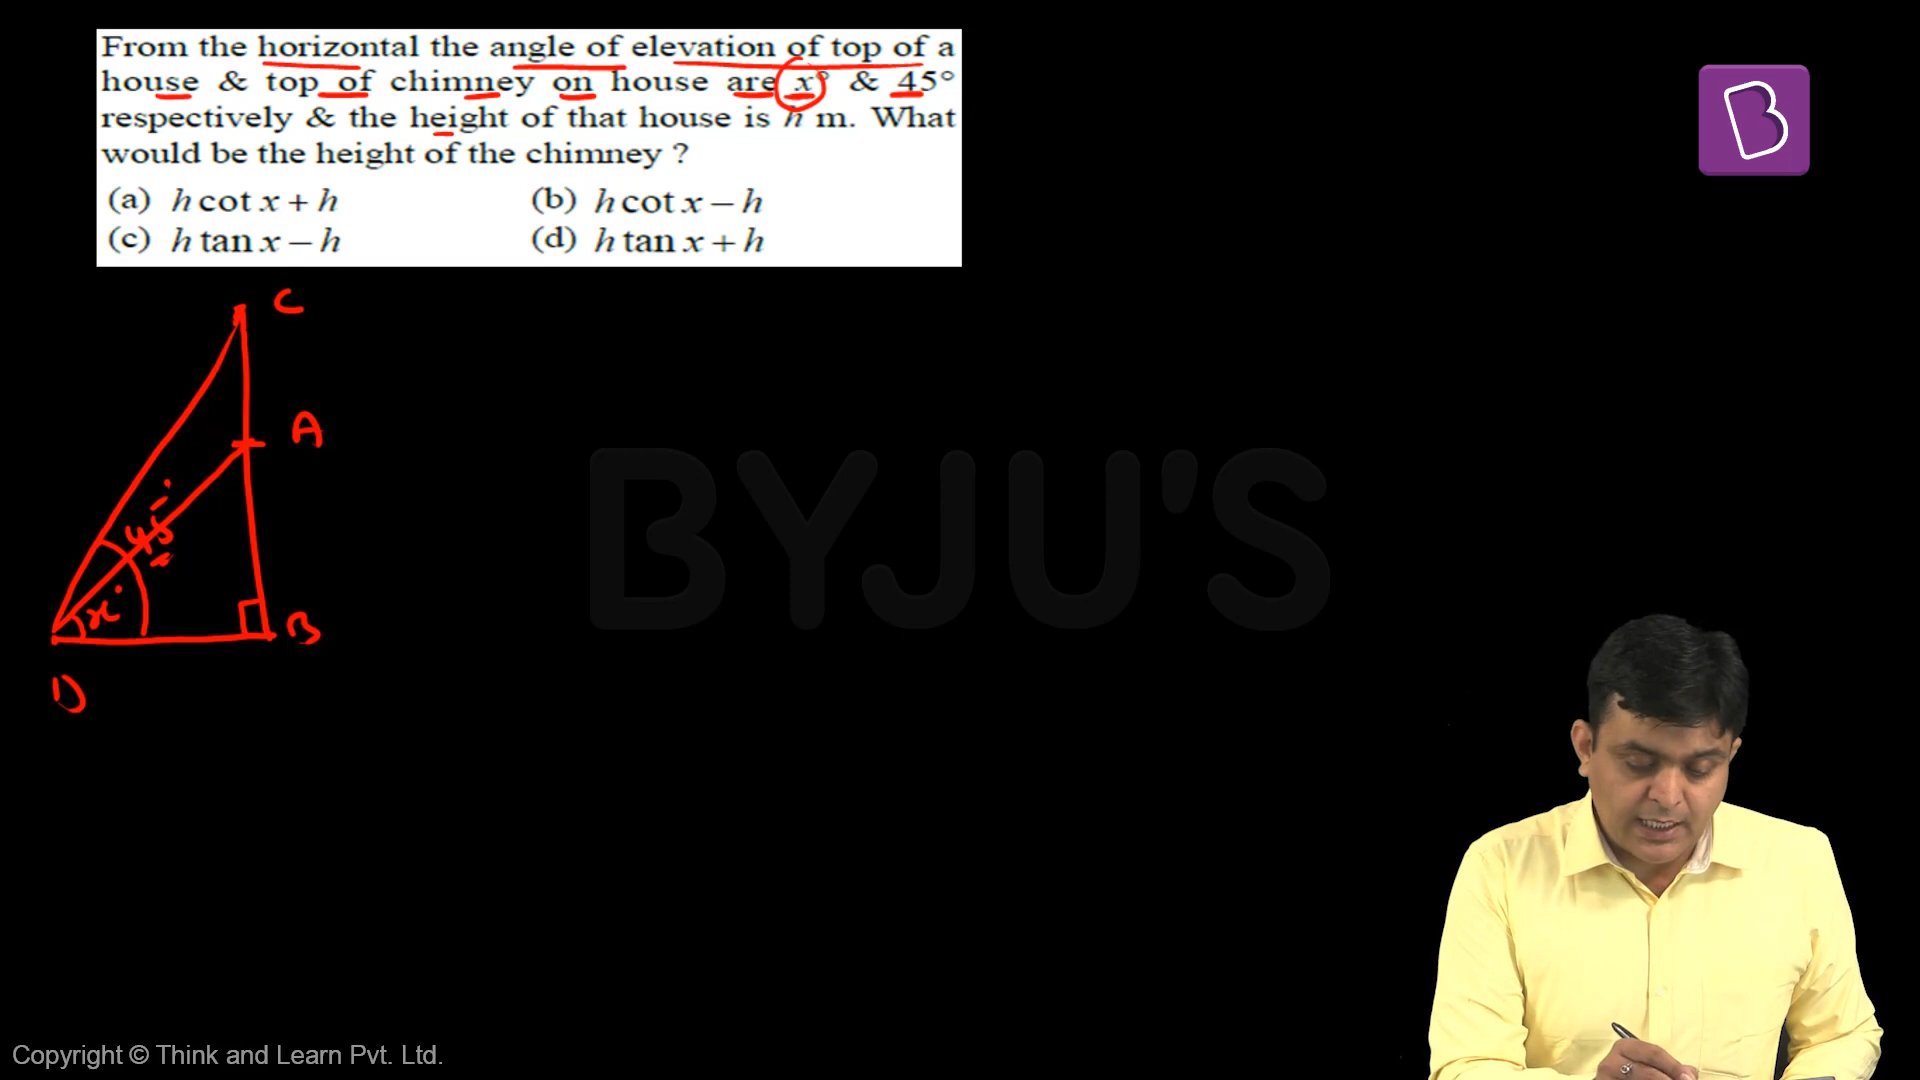 From the horizontal the angle of elevation of top of a
house & top of chimney on house are x° & 45°
respectively & the height of that house is h m. What
would be the height of the chimney ?
(a) h cot x + h (b) h cot x – h
(c) h tan x – h (d) h tan x + h
C
A
45°
x°
B
D
BYJU'S
B
Copyright © Think and Learn Pvt. Ltd.